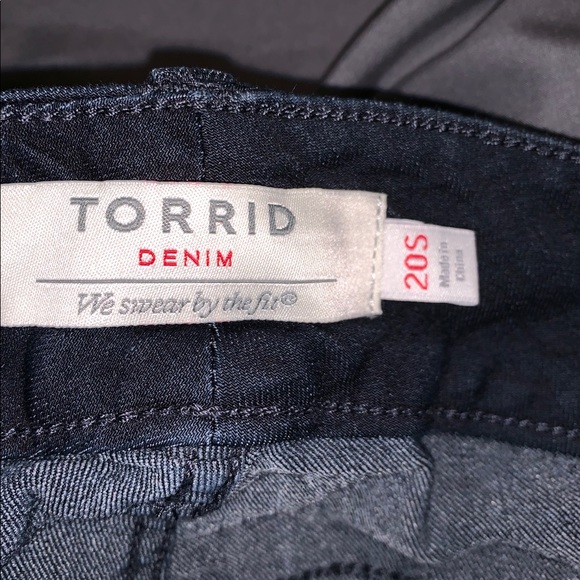 TORRID
DENIM
We swear by the fit®
20S
Made in
China